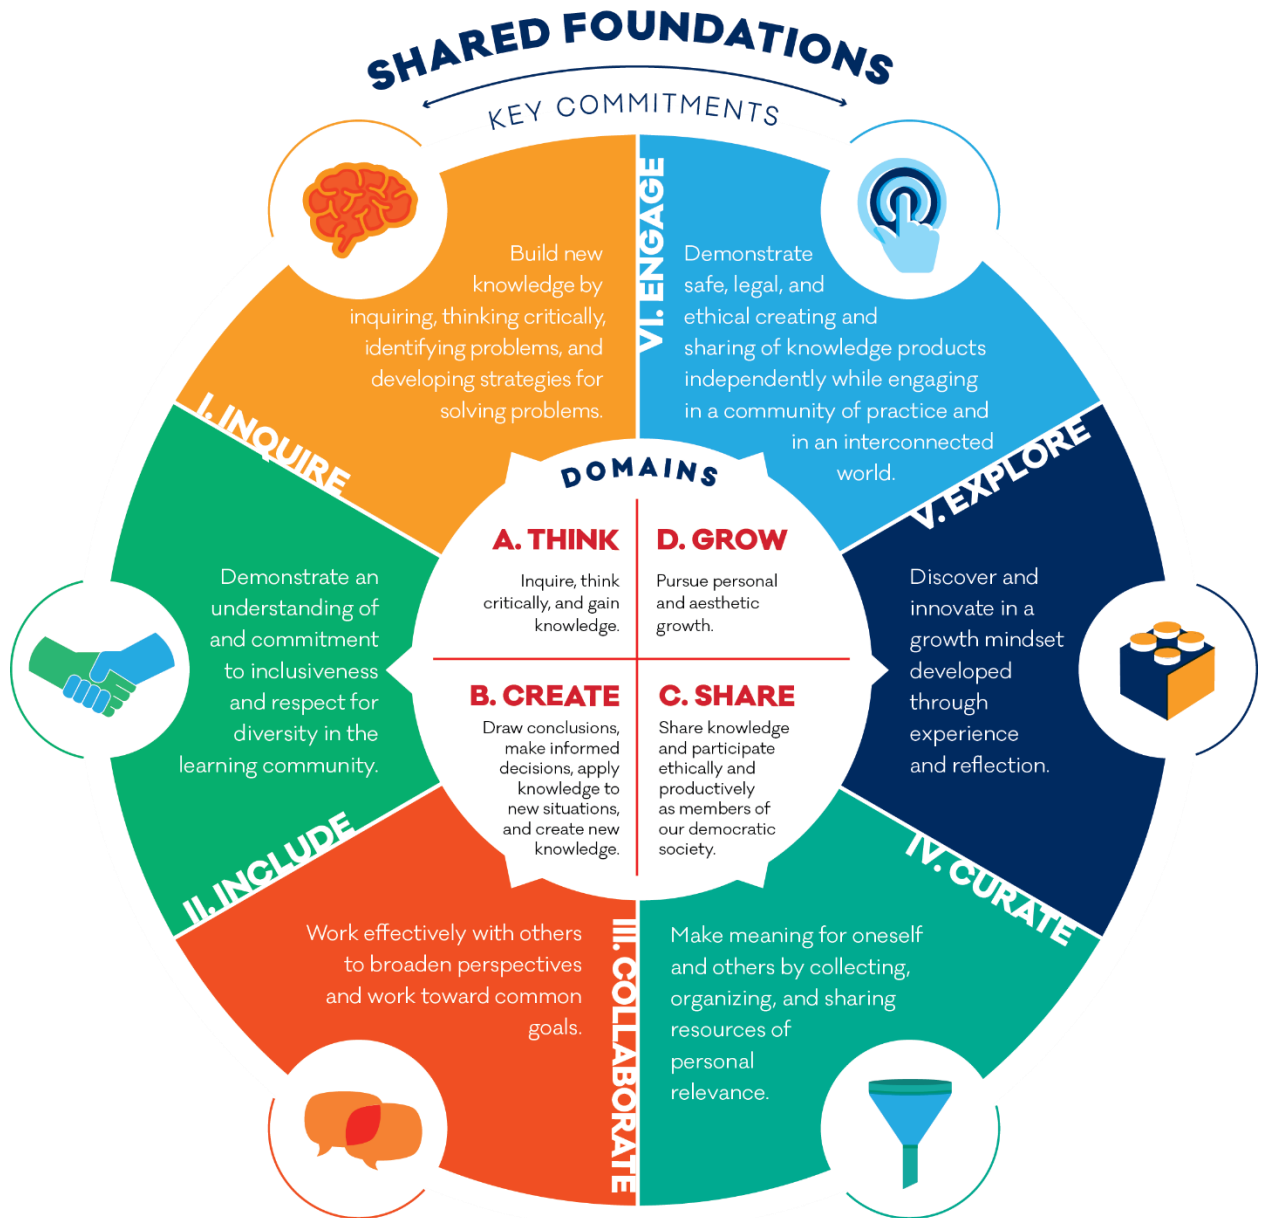 SHARED FOUNDATIONS
KEY COMMITMENTS
I. INQUIRE
Build new
knowledge by
inquiring, thinking critically,
identifying problems, and
developing strategies for
solving problems.
II. INCLUDE
Demonstrate an
understanding of
and commitment
to inclusiveness
and respect for
diversity in the
learning community.
III. COLLABORATE
Work effectively with others
to broaden perspectives
and work toward common
goals.
IV. CURATE
Make meaning for oneself
and others by collecting,
organizing, and sharing
resources of
personal
relevance.
V. EXPLORE
Discover and
innovate in a
growth mindset
developed
through
experience
and reflection.
VI. ENGAGE
Demonstrate
safe, legal, and
ethical creating and
sharing of knowledge products
independently while engaging
in a community of practice and
in an interconnected
world.
DOMAINS
A. THINK
Inquire, think
critically, and gain
knowledge.
B. CREATE
Draw conclusions,
make informed
decisions, apply
knowledge to
new situations,
and create new
knowledge.
C. SHARE
Share knowledge
and participate
ethically and
productively
as members of
our democratic
society.
D. GROW
Pursue personal
and aesthetic
growth.